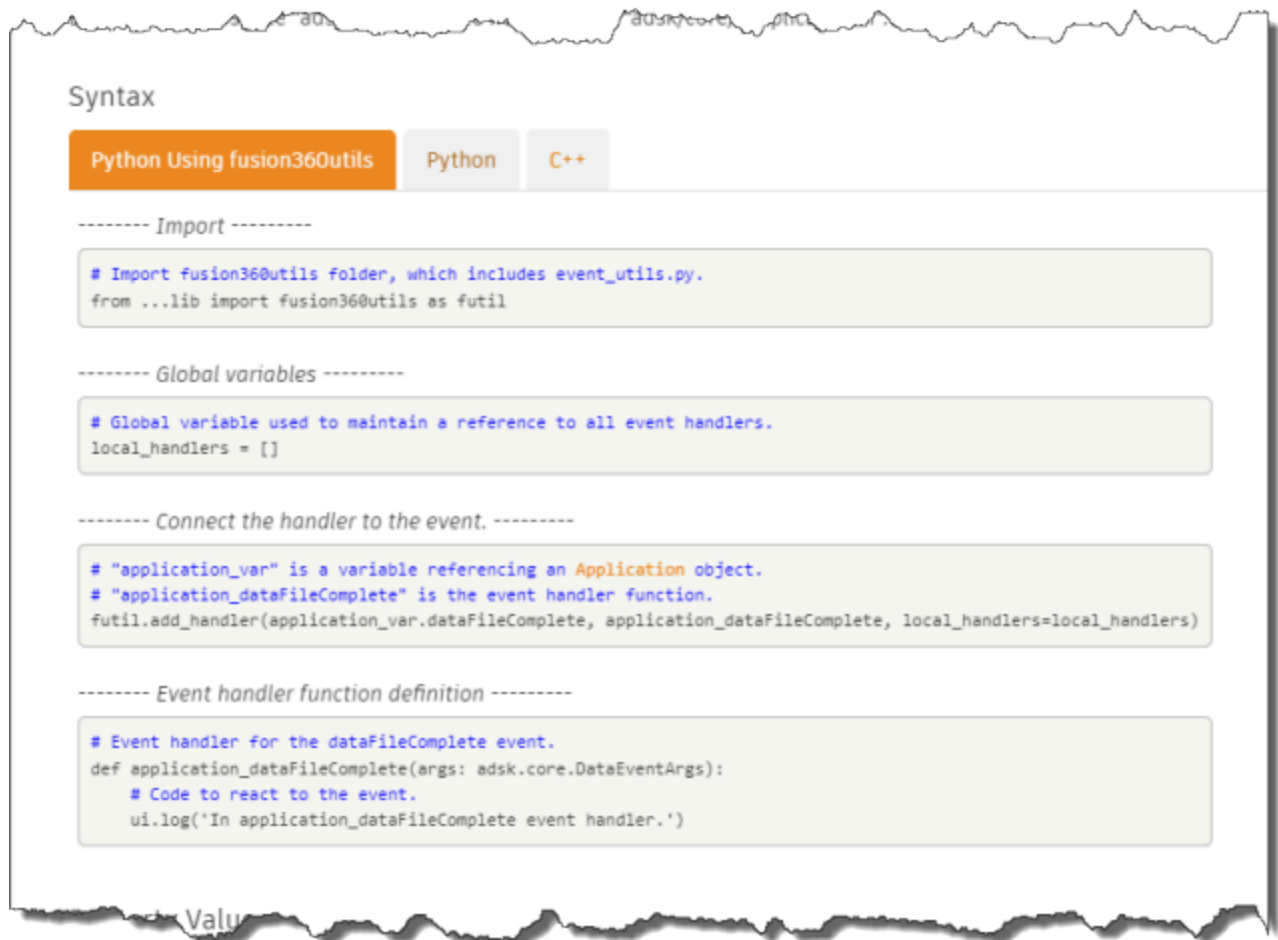 Syntax
Python Using fusion360utils
Python
C++
-------- Import ---------
# Import fusion360utils folder, which includes event_utils.py.
from ...lib import fusion360utils as futil
-------- Global variables ---------
# Global variable used to maintain a reference to all event handlers.
local_handlers = []
-------- Connect the handler to the event. ---------
# "application_var" is a variable referencing an Application object.
# "application_dataFileComplete" is the event handler function.
futil.add_handler(application_var.dataFileComplete, application_dataFileComplete, local_handlers=local_handlers)
-------- Event handler function definition ---------
# Event handler for the dataFileComplete event.
def application_dataFileComplete(args: adsk.core.DataEventArgs):
    # Code to react to the event.
    ui.log('In application_dataFileComplete event handler.')